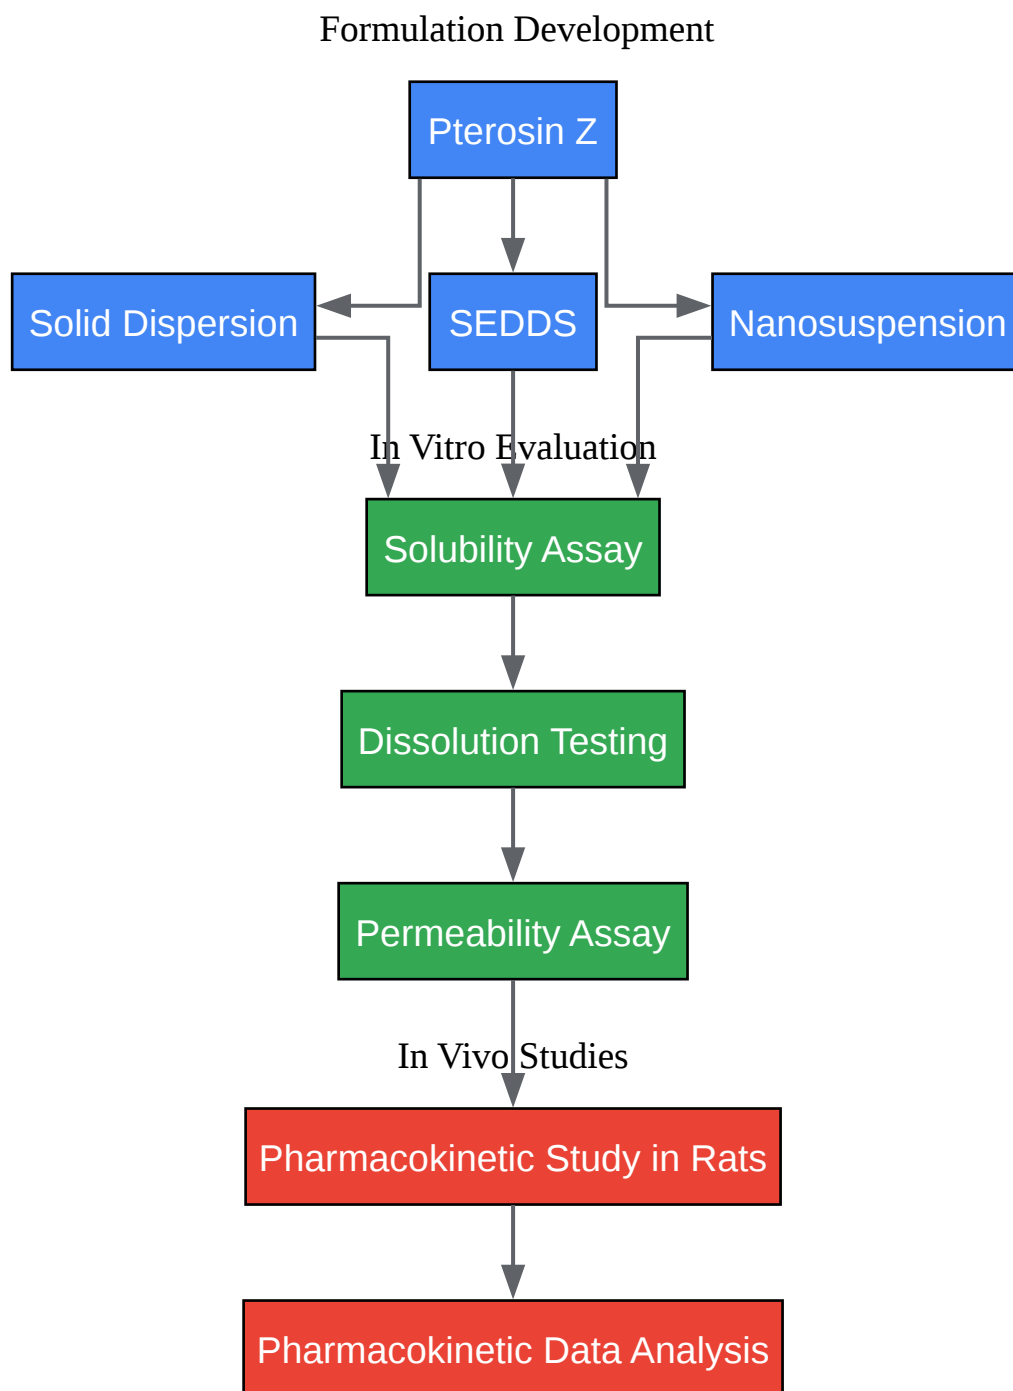 Formulation Development
Pterosin Z
Solid Dispersion
SEDDS
Nanosuspension
In Vitro Evaluation
Solubility Assay
Dissolution Testing
Permeability Assay
In Vivo Studies
Pharmacokinetic Study in Rats
Pharmacokinetic Data Analysis